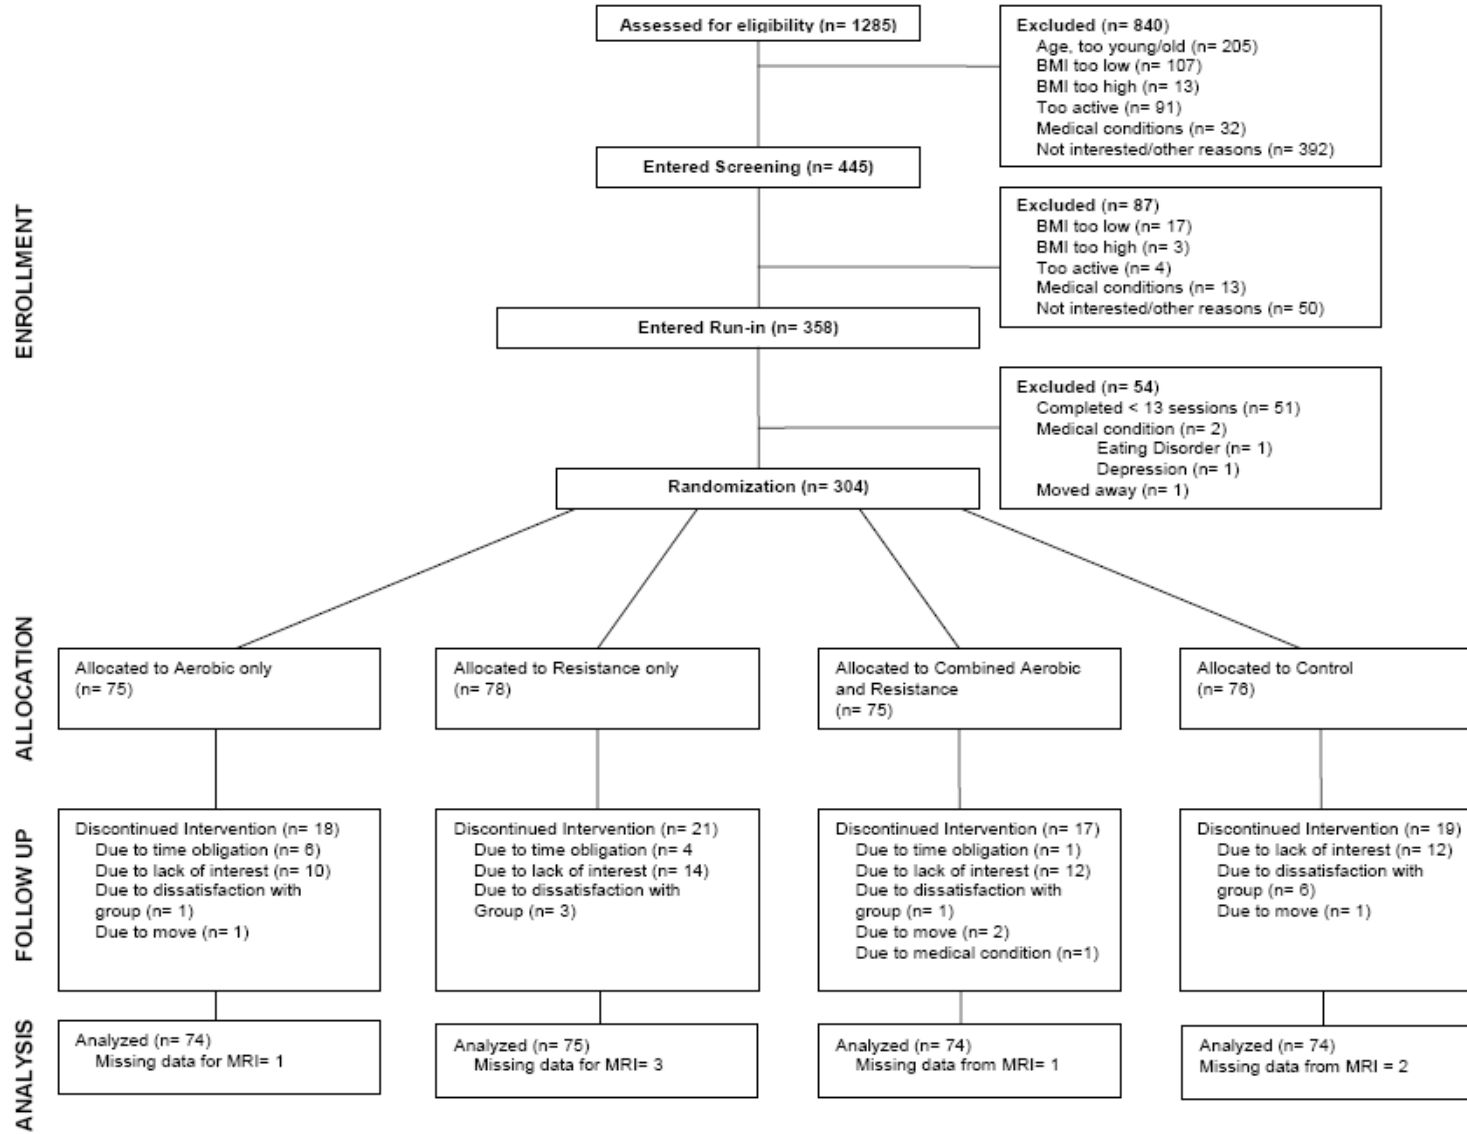 ENROLLMENT
Assessed for eligibility (n= 1285)
Excluded (n= 840)
Age, too young/old (n= 205)
BMI too low (n= 107)
BMI too high (n= 13)
Too active (n= 91)
Medical conditions (n= 32)
Not interested/other reasons (n= 392)
Entered Screening (n= 445)
Excluded (n= 87)
BMI too low (n= 17)
BMI too high (n= 3)
Too active (n= 4)
Medical conditions (n= 13)
Not interested/other reasons (n= 50)
Entered Run-in (n= 358)
Excluded (n= 54)
Completed < 13 sessions (n= 51)
Medical condition (n= 2)
Eating Disorder (n= 1)
Depression (n= 1)
Moved away (n= 1)
Randomization (n= 304)
ALLOCATION
Allocated to Aerobic only
(n= 75)
Allocated to Resistance only
(n= 78)
Allocated to Combined Aerobic
and Resistance
(n= 75)
Allocated to Control
(n= 76)
FOLLOW UP
Discontinued Intervention (n= 18)
Due to time obligation (n= 6)
Due to lack of interest (n= 10)
Due to dissatisfaction with
group (n= 1)
Due to move (n= 1)
Discontinued Intervention (n= 21)
Due to time obligation (n= 4
Due to lack of interest (n= 14)
Due to dissatisfaction with
Group (n= 3)
Discontinued Intervention (n= 17)
Due to time obligation (n= 1)
Due to lack of interest (n= 12)
Due to dissatisfaction with
group (n= 1)
Due to move (n= 2)
Due to medical condition (n=1)
Discontinued Intervention (n= 19)
Due to lack of interest (n= 12)
Due to dissatisfaction with
group (n= 6)
Due to move (n= 1)
ANALYSIS
Analyzed (n= 74)
Missing data for MRI= 1
Analyzed (n= 75)
Missing data for MRI= 3
Analyzed (n= 74)
Missing data from MRI= 1
Analyzed (n= 74)
Missing data from MRI = 2